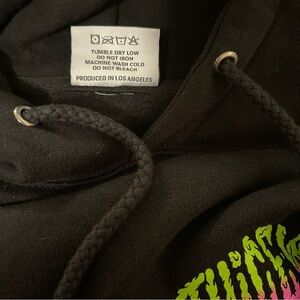 TUMBLE DRY LOW
DO NOT IRON
MACHINE WASH COLD
DO NOT BLEACH
PRODUCED IN LOS ANGELES